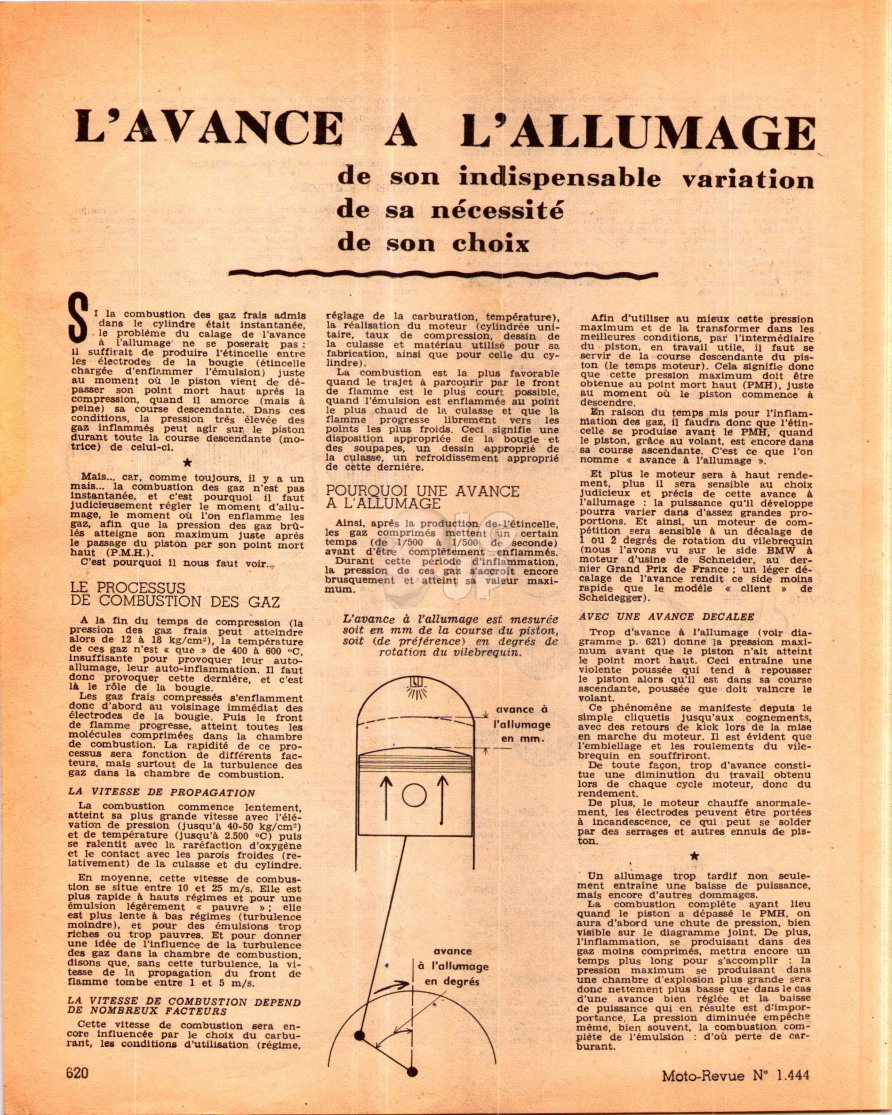 L'AVANCE A L'ALLUMAGE
de son indispensable variation
de sa nécessité
de son choix
SI la combustion des gaz frais admis
dans le cylindre était instantanée,
le problème du calage de l'avance
à l'allumage ne se poserait pas :
il suffirait de produire l'étincelle entre
les électrodes de la bougie (étincelle
chargée d'enflammer l'émulsion) juste
au moment où le piston vient de dé-
passer son point mort haut après la
compression, quand il amorce (mais à
peine) sa course descendante. Dans ces
conditions, la pression très élevée des
gaz inflammés peut agir sur le piston
durant toute la course descendante (mo-
trice) de celui-ci.
★
Mais... car, comme toujours, il y a un
mais... la combustion des gaz n'est pas
instantanée, et c'est pourquoi il faut
judicieusement régler le moment d'allu-
mage, le moment où l'on enflamme les
gaz, afin que la pression des gaz brû-
lés atteigne son maximum juste après
le passage du piston par son point mort
haut (P.M.H.).
C'est pourquoi il nous faut voir...
LE PROCESSUS
DE COMBUSTION DES GAZ
A la fin du temps de compression (la
pression des gaz frais peut atteindre
alors de 12 à 18 kg/cm²), la température
de ces gaz n'est « que » de 400 à 600 °C,
insuffisante pour provoquer leur auto-
allumage, leur auto-inflammation. Il faut
donc provoquer cette dernière, et c'est
là le rôle de la bougie.
Les gaz frais compressés s'enflamment
donc d'abord au voisinage immédiat des
électrodes de la bougie. Puis le front
de flamme progresse, atteint toutes les
molécules comprimées dans la chambre
de combustion. La rapidité de ce pro-
cessus sera fonction de différents fac-
teurs, mais surtout de la turbulence des
gaz dans la chambre de combustion.
LA VITESSE DE PROPAGATION
La combustion commence lentement,
atteint sa plus grande vitesse avec l'élé-
vation de pression (jusqu'à 40-50 kg/cm²)
et de température (jusqu'à 2.500 °C) puis
se ralentit avec la raréfaction d'oxygène
et le contact avec les parois froides (re-
lativement) de la culasse et du cylindre.
En moyenne, cette vitesse de combus-
tion se situe entre 10 et 25 m/s. Elle est
plus rapide à hauts régimes et pour une
émulsion légèrement « pauvre » ; elle
est plus lente à bas régimes (turbulence
moindre), et pour des émulsions trop
riches ou trop pauvres. Et pour donner
une idée de l'influence de la turbulence
des gaz dans la chambre de combustion,
disons que, sans cette turbulence, la vi-
tesse de la propagation du front de
flamme tombe entre 1 et 5 m/s.
LA VITESSE DE COMBUSTION DEPEND
DE NOMBREUX FACTEURS
Cette vitesse de combustion sera en-
core influencée par le choix du carbu-
rant, les conditions d'utilisation (régime,
réglage de la carburation, température),
la réalisation du moteur (cylindrée uni-
taire, taux de compression, dessin de
la culasse et matériau utilisé pour sa
fabrication, ainsi que pour celle du cy-
lindre).
La combustion est la plus favorable
quand le trajet à parcourir par le front
de flamme est le plus court possible,
quand l'émulsion est enflammée au point
le plus chaud de la culasse et que la
flamme progresse librement vers les
points les plus froids. Ceci signifie une
disposition appropriée de la bougie et
des soupapes, un dessin approprié de
la culasse, un refroidissement approprié
de cette dernière.
POURQUOI UNE AVANCE
A L'ALLUMAGE
Ainsi, après la production de l'étincelle,
les gaz comprimés mettent un certain
temps (de 1/500 à 1/500 de seconde)
avant d'être complètement enflammés.
Durant cette période d'inflammation,
la pression de ces gaz s'accroît encore
brusquement et atteint sa valeur maxi-
mum.
L'avance à l'allumage est mesurée
soit en mm de la course du piston,
soit (de préférence) en degrés de
rotation du vilebrequin.
avance à
l'allumage
en mm.
avance
à l'allumage
en degrés
Afin d'utiliser au mieux cette pression
maximum et de la transformer dans les
meilleures conditions, par l'intermédiaire
du piston, en travail utile, il faut se
servir de la course descendante du pis-
ton (le temps moteur). Cela signifie donc
que cette pression maximum doit être
obtenue au point mort haut (PMH), juste
au moment où le piston commence à
descendre.
En raison du temps mis pour l'inflam-
mation des gaz, il faudra donc que l'étin-
celle se produise avant le PMH, quand
le piston, grâce au volant, est encore dans
sa course ascendante. C'est ce que l'on
nomme « avance à l'allumage ».
Et plus le moteur sera à haut rende-
ment, plus il sera sensible au choix
judicieux et précis de cette avance à
l'allumage : la puissance qu'il développe
pourra varier dans d'assez grandes pro-
portions. Et ainsi, un moteur de com-
pétition sera sensible à un décalage de
1 ou 2 degrés de rotation du vilebrequin
(nous l'avons vu sur le side BMW à
moteur d'usine de Schneider, au der-
nier Grand Prix de France ; un léger dé-
calage de l'avance rendit ce side moins
rapide que le modèle « client » de
Scheidegger).
AVEC UNE AVANCE DECALEE
Trop d'avance à l'allumage (voir dia-
gramme p. 621) donne la pression maxi-
mum avant que le piston n'ait atteint
le point mort haut. Ceci entraîne une
violente poussée qui tend à repousser
le piston alors qu'il est dans sa course
ascendante, poussée que doit vaincre le
volant.
Ce phénomène se manifeste depuis le
simple cliquetis jusqu'aux cognements,
avec des retours de kick lors de la mise
en marche du moteur. Il est évident que
l'embiellage et les roulements du vile-
brequin en souffriront.
De toute façon, trop d'avance consti-
tue une diminution du travail obtenu
lors de chaque cycle moteur, donc du
rendement.
De plus, le moteur chauffe anormale-
ment, les électrodes peuvent être portées
à incandescence, ce qui peut se solder
par des serrages et autres ennuis de pis-
ton.
★
Un allumage trop tardif non seule-
ment entraîne une baisse de puissance,
mais encore d'autres dommages.
La combustion complète ayant lieu
quand le piston a dépassé le PMH, on
aura d'abord une chute de pression, bien
visible sur le diagramme joint. De plus,
l'inflammation, se produisant dans des
gaz moins comprimés, mettra encore un
temps plus long pour s'accomplir : la
pression maximum se produisant dans
une chambre d'explosion plus grande sera
donc nettement plus basse que dans le cas
d'une avance bien réglée et la baisse
de puissance qui en résulte est d'impor-
portance. La pression diminuée empêche
même, bien souvent, la combustion com-
plète de l'émulsion : d'où perte de car-
burant.
620
Moto-Revue N° 1.444